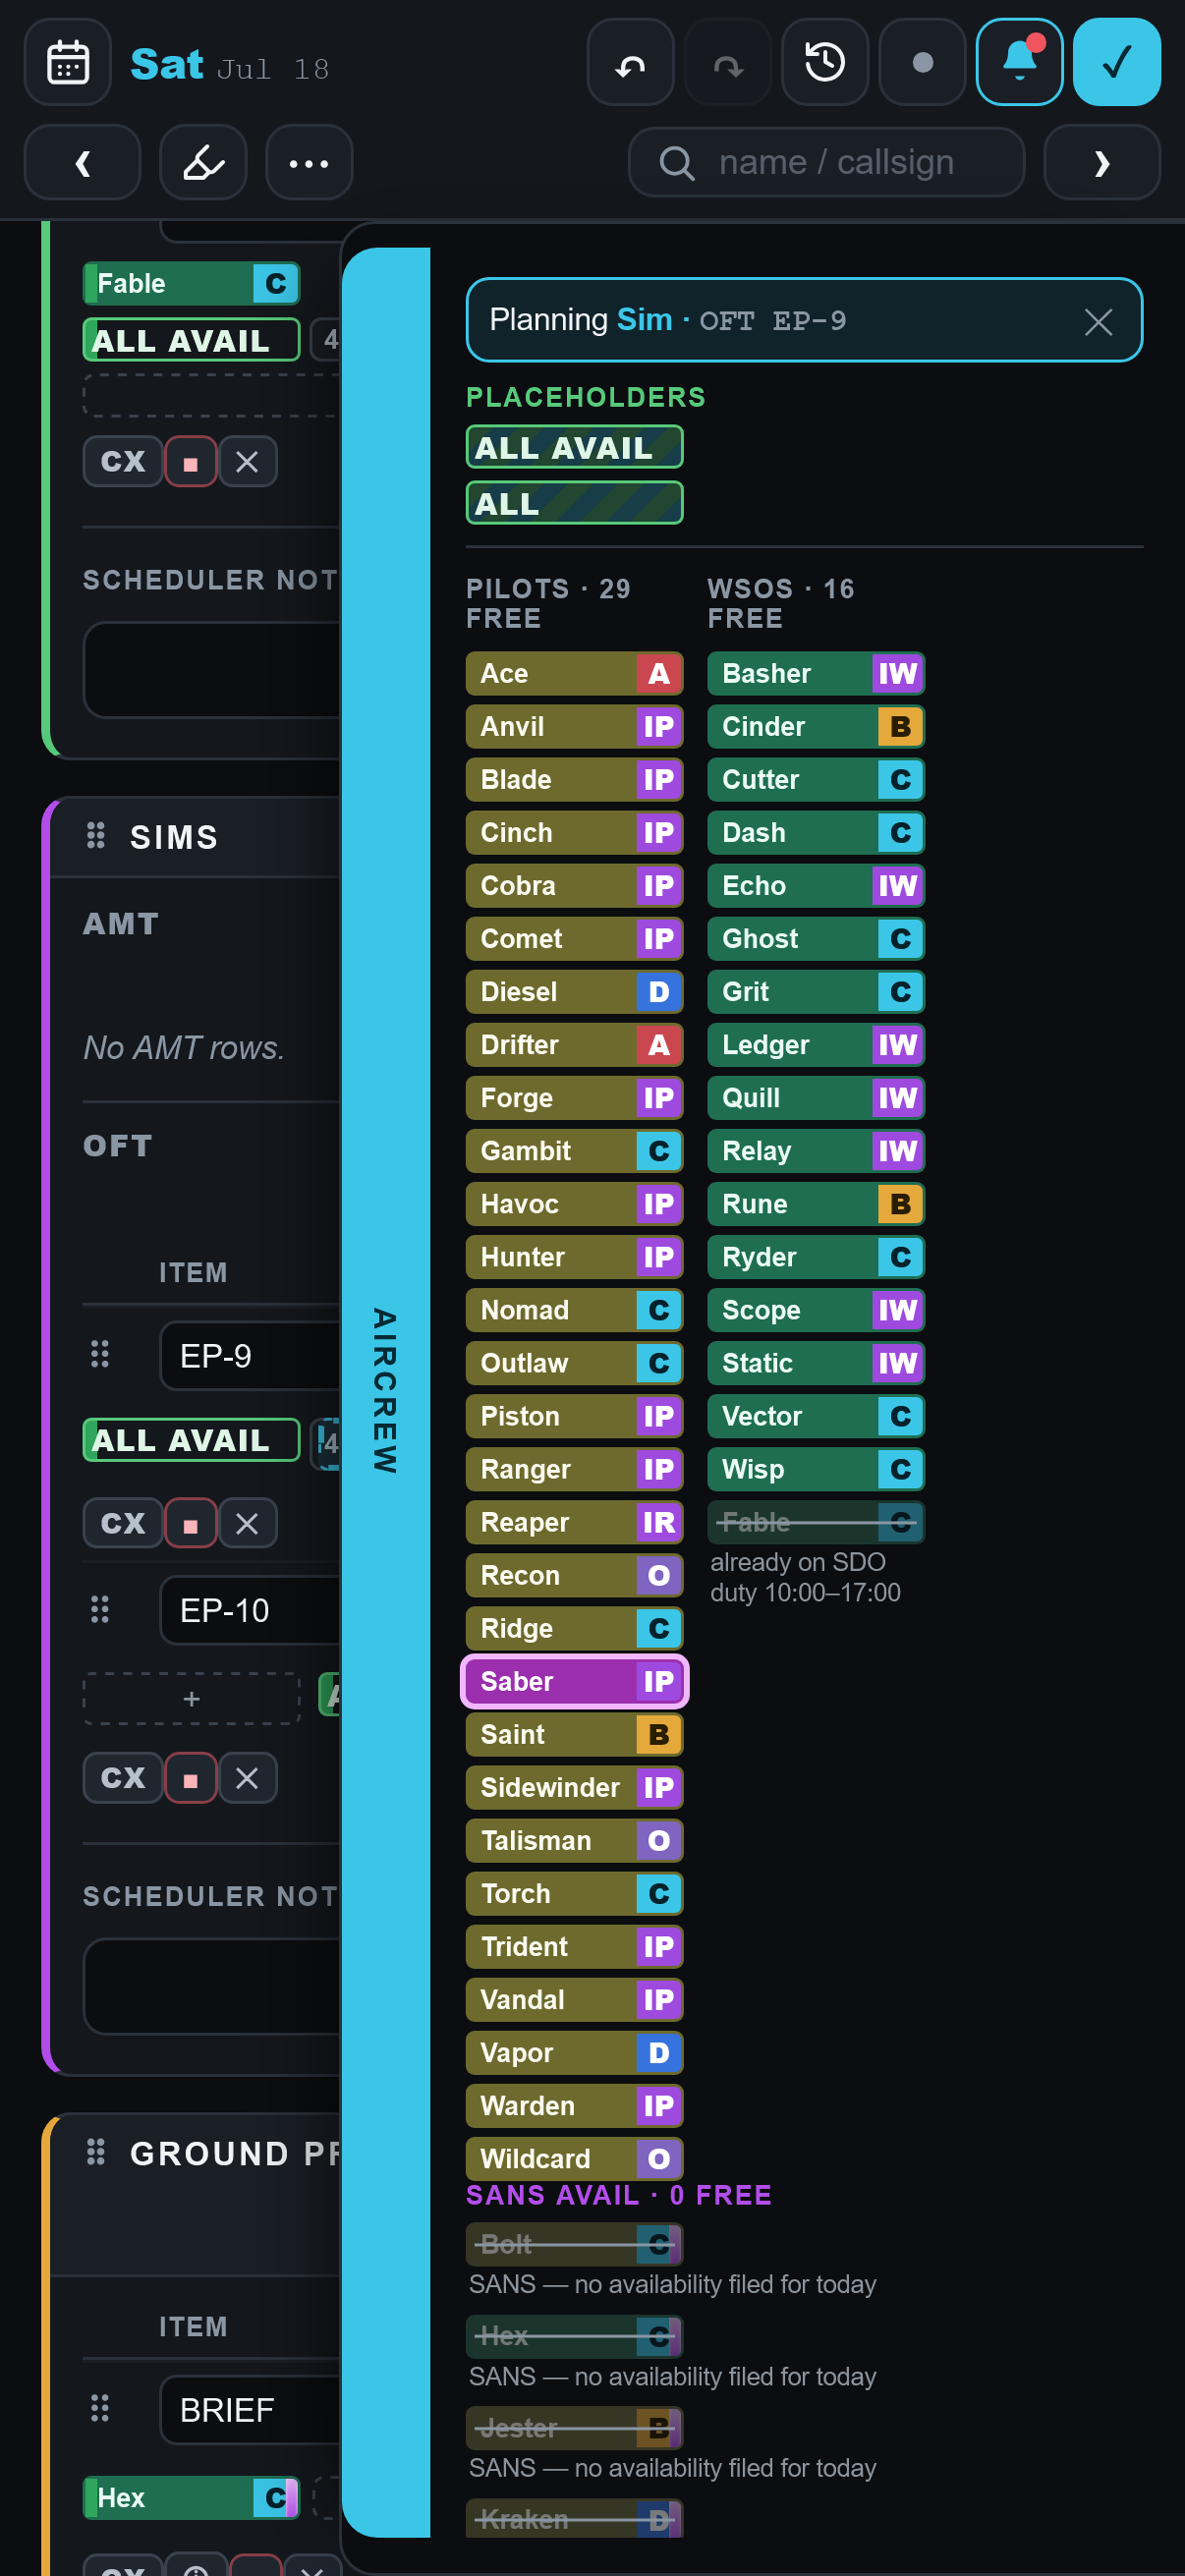 Sat Jul 18
name / callsign
Fable C
ALL AVAIL 4
CX
SCHEDULER NOT
SIMS
AMT
No AMT rows.
OFT
ITEM
EP-9
ALL AVAIL 4
CX
EP-10
+
CX
SCHEDULER NOT
GROUND PR
ITEM
BRIEF
Hex C
CX
AIRCREW
Planning Sim · OFT EP-9
PLACEHOLDERS
ALL AVAIL
ALL
PILOTS · 29 FREE
Ace A
Anvil IP
Blade IP
Cinch IP
Cobra IP
Comet IP
Diesel D
Drifter A
Forge IP
Gambit C
Havoc IP
Hunter IP
Nomad C
Outlaw C
Piston IP
Ranger IP
Reaper IR
Recon O
Ridge C
Saber IP
Saint B
Sidewinder IP
Talisman O
Torch C
Trident IP
Vandal IP
Vapor D
Warden IP
Wildcard O
WSOS · 16 FREE
Basher IW
Cinder B
Cutter C
Dash C
Echo IW
Ghost C
Grit C
Ledger IW
Quill IW
Relay IW
Rune B
Ryder C
Scope IW
Static IW
Vector C
Wisp C
Fable C
already on SDO
duty 10:00–17:00
SANS AVAIL · 0 FREE
Bolt C
SANS — no availability filed for today
Hex C
SANS — no availability filed for today
Jester B
SANS — no availability filed for today
Kraken D